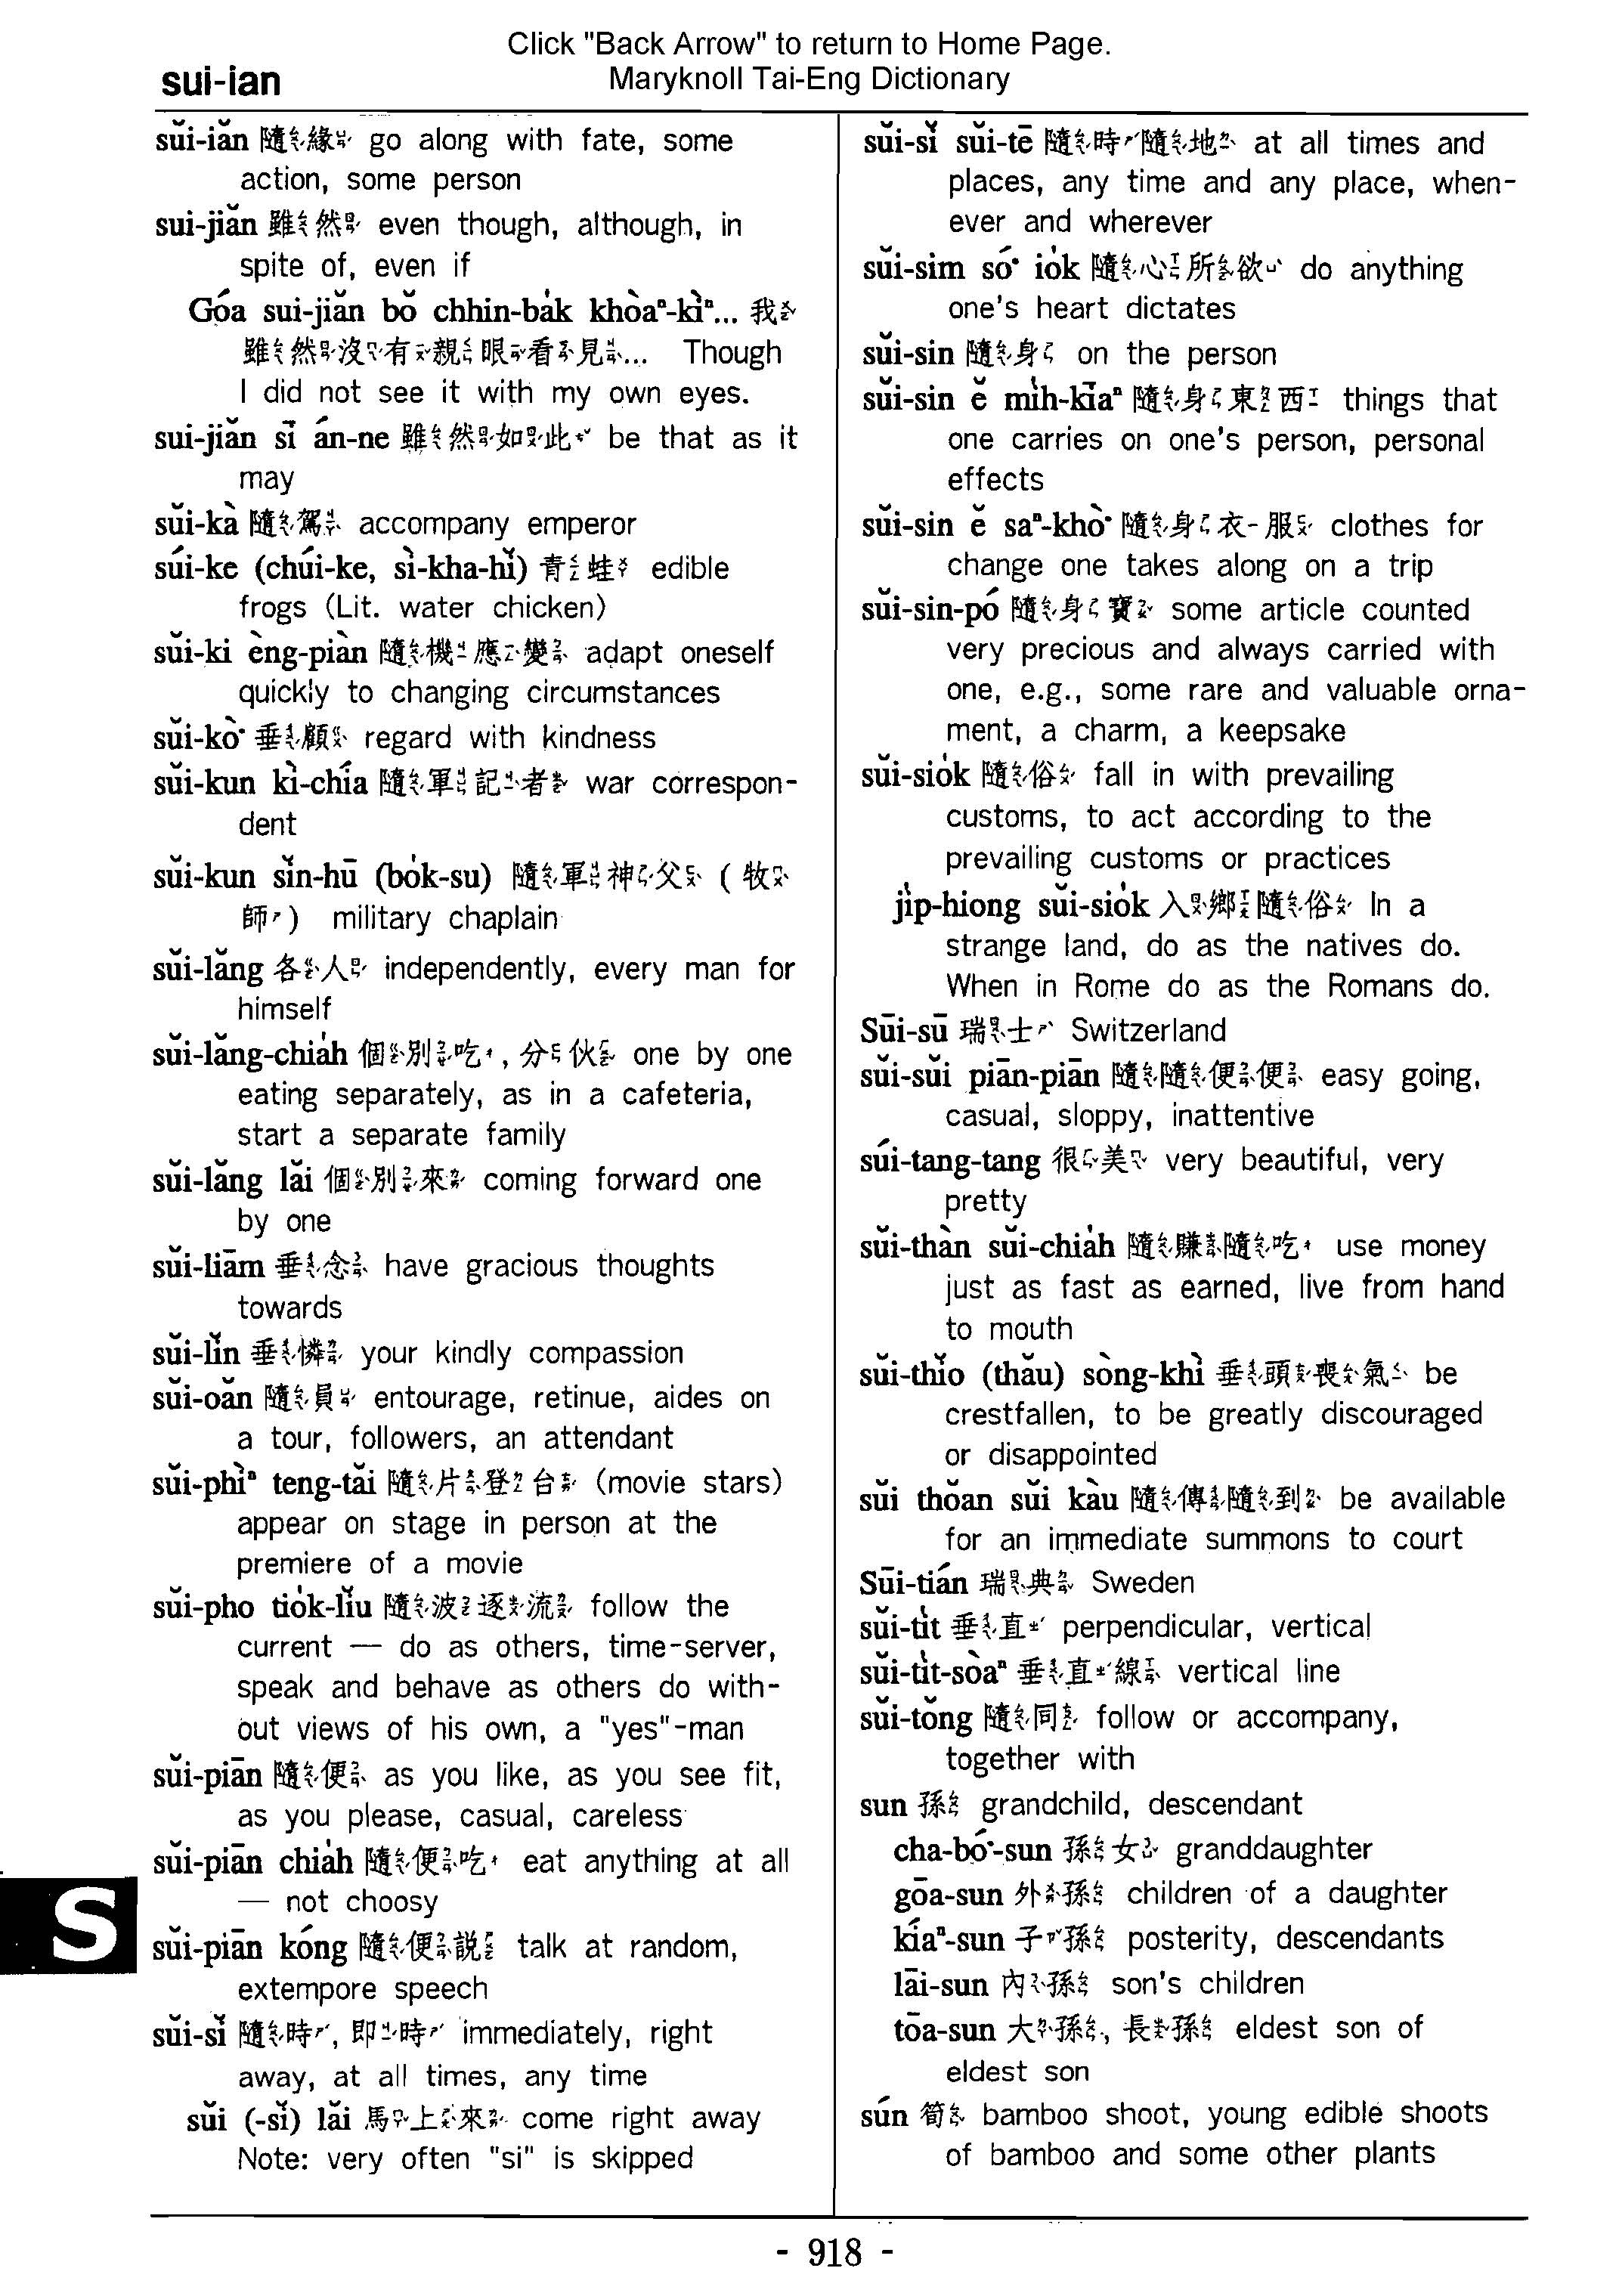 Click "Back Arrow" to return to Home Page.
Maryknoll Tai-Eng Dictionary
sui-ian
sŭi-iăn 隨緣 go along with fate, some
action, some person
sui-jiăn 雖然 even though, although, in
spite of, even if
Góa sui-jiăn bŏ chhin-ba̍k khòaⁿ-kìⁿ... 我
雖然沒有親眼看見... Though
I did not see it with my own eyes.
sui-jiăn sī án-ne 雖然如此 be that as it
may
sŭi-kà 隨駕 accompany emperor
súi-ke (chúi-ke, sì-kha-hĭ) 青蛙 edible
frogs (Lit. water chicken)
sŭi-ki èng-piàn 隨機應變 adapt oneself
quickly to changing circumstances
sŭi-kò͘ 垂顧 regard with kindness
sŭi-kun kì-chía 隨軍記者 war correspon-
dent
sŭi-kun sĭn-hū (bo̍k-su) 隨軍神父 ( 牧
師 ) military chaplain
sŭi-lăng 各人 independently, every man for
himself
sŭi-lăng-chia̍h 個別吃, 分伙 one by one
eating separately, as in a cafeteria,
start a separate family
sŭi-lăng lăi 個別來 coming forward one
by one
sŭi-liām 垂念 have gracious thoughts
towards
sŭi-lĭn 垂憐 your kindly compassion
sŭi-oăn 隨員 entourage, retinue, aides on
a tour, followers, an attendant
sŭi-phìⁿ teng-tăi 隨片登台 (movie stars)
appear on stage in person at the
premiere of a movie
sŭi-pho tio̍k-lĭu 隨波逐流 follow the
current — do as others, time-server,
speak and behave as others do with-
out views of his own, a "yes"-man
sŭi-piān 隨便 as you like, as you see fit,
as you please, casual, careless
sŭi-piān chia̍h 隨便吃 eat anything at all
— not choosy
sŭi-piān kóng 隨便說 talk at random,
extempore speech
sŭi-sĭ 隨時, 即時 immediately, right
away, at all times, any time
sŭi (-sĭ) lăi 馬上來 come right away
Note: very often "si" is skipped
sŭi-sĭ sŭi-tē 隨時隨地 at all times and
places, any time and any place, when-
ever and wherever
sŭi-sim só͘ io̍k 隨心所欲 do anything
one's heart dictates
sŭi-sin 隨身 on the person
sŭi-sin ĕ mi̍h-kīaⁿ 隨身東西 things that
one carries on one's person, personal
effects
sŭi-sin ĕ saⁿ-khò͘ 隨身衣服 clothes for
change one takes along on a trip
sŭi-sin-pó 隨身寶 some article counted
very precious and always carried with
one, e.g., some rare and valuable orna-
ment, a charm, a keepsake
sŭi-sio̍k 隨俗 fall in with prevailing
customs, to act according to the
prevailing customs or practices
ji̍p-hiong sŭi-sio̍k 入鄉隨俗 In a
strange land, do as the natives do.
When in Rome do as the Romans do.
Sūi-sū 瑞士 Switzerland
sŭi-sŭi piān-piān 隨隨便便 easy going,
casual, sloppy, inattentive
súi-tang-tang 很美 very beautiful, very
pretty
sŭi-thàn sŭi-chia̍h 隨賺隨吃 use money
just as fast as earned, live from hand
to mouth
sŭi-thĭo (thău) sòng-khì 垂頭喪氣 be
crestfallen, to be greatly discouraged
or disappointed
sŭi thŏan sŭi kàu 隨傳隨到 be available
for an immediate summons to court
Sūi-tián 瑞典 Sweden
sŭi-ti̍t 垂直 perpendicular, vertical
sŭi-ti̍t-sòaⁿ 垂直線 vertical line
sŭi-tŏng 隨同 follow or accompany,
together with
sun 孫 grandchild, descendant
cha-bó͘-sun 孫女 granddaughter
gōa-sun 外孫 children of a daughter
kíaⁿ-sun 子孫 posterity, descendants
lāi-sun 內孫 son's children
tōa-sun 大孫, 長孫 eldest son of
eldest son
sún 筍 bamboo shoot, young edible shoots
of bamboo and some other plants
S
- 918 -